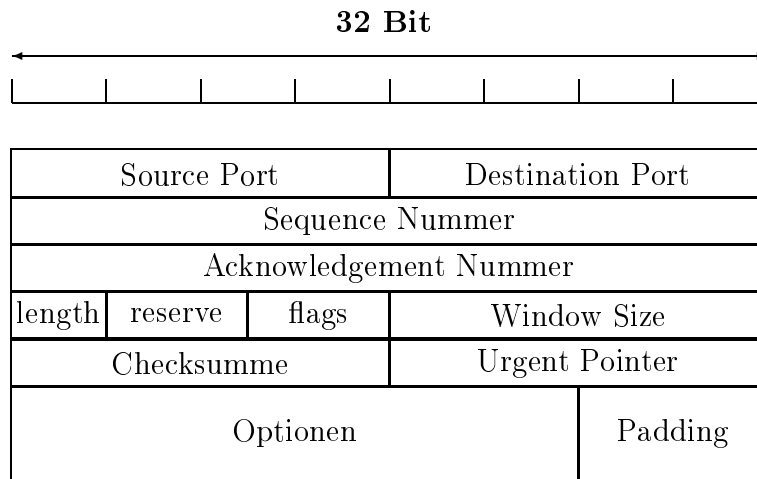 32 Bit
Source Port Destination Port
Sequence Nummer
Acknowledgement Nummer
length reserve flags Window Size
Checksumme Urgent Pointer
Optionen Padding